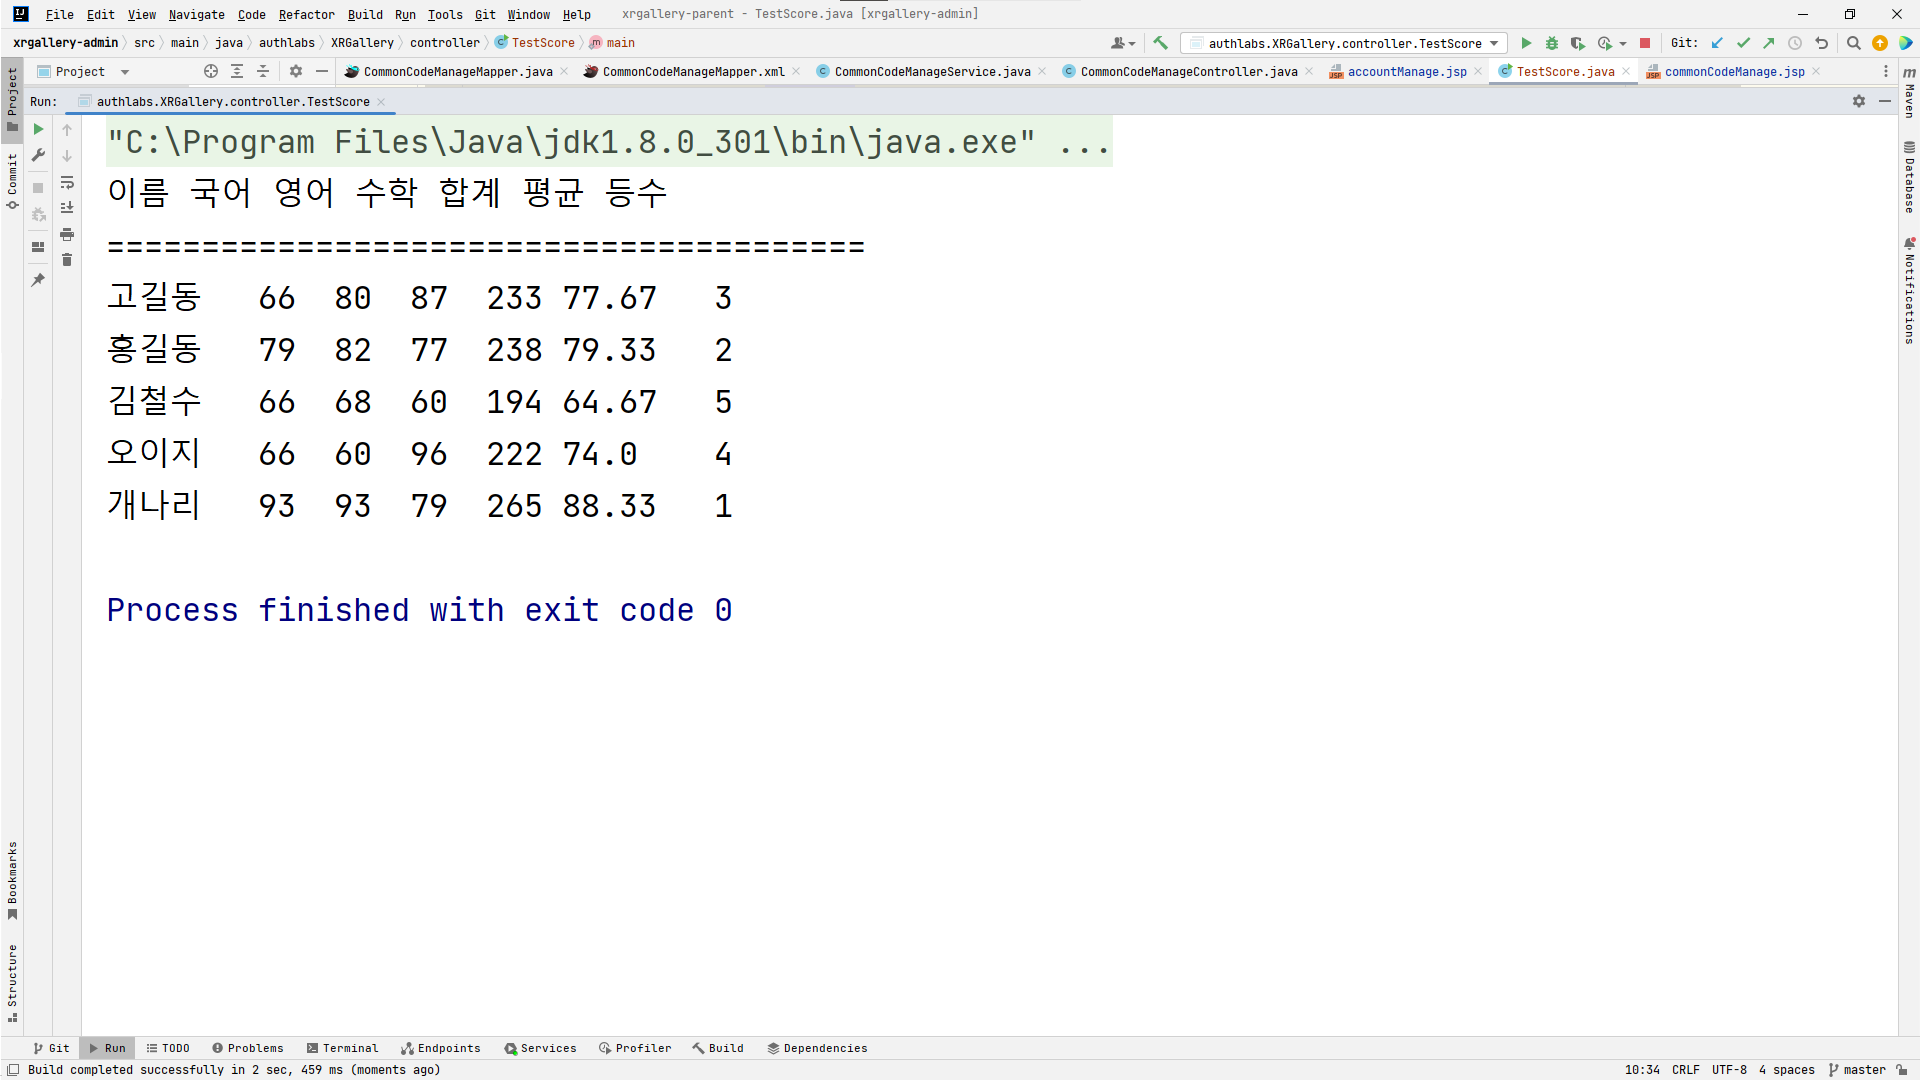 File Edit View Navigate Code Refactor Build Run Tools Git Window Help xrgallery-parent - TestScore.java [xrgallery-admin]
xrgallery-admin src main java authlabs XRGallery controller TestScore main authlabs.XRGallery.controller.TestScore Git:
Project CommonCodeManageMapper.java CommonCodeManageMapper.xml CommonCodeManageService.java CommonCodeManageController.java accountManage.jsp TestScore.java commonCodeManage.jsp
Run: authlabs.XRGallery.controller.TestScore
"C:\Program Files\Java\jdk1.8.0_301\bin\java.exe" ...
이름 국어 영어 수학 합계 평균 등수
========================================
고길동 66 80 87 233 77.67 3
홍길동 79 82 77 238 79.33 2
김철수 66 68 60 194 64.67 5
오이지 66 60 96 222 74.0 4
개나리 93 93 79 265 88.33 1
Process finished with exit code 0
Project
Commit
Bookmarks
Structure
Maven
Database
Notifications
Git Run TODO Problems Terminal Endpoints Services Profiler Build Dependencies
Build completed successfully in 2 sec, 459 ms (moments ago) 10:34 CRLF UTF-8 4 spaces master